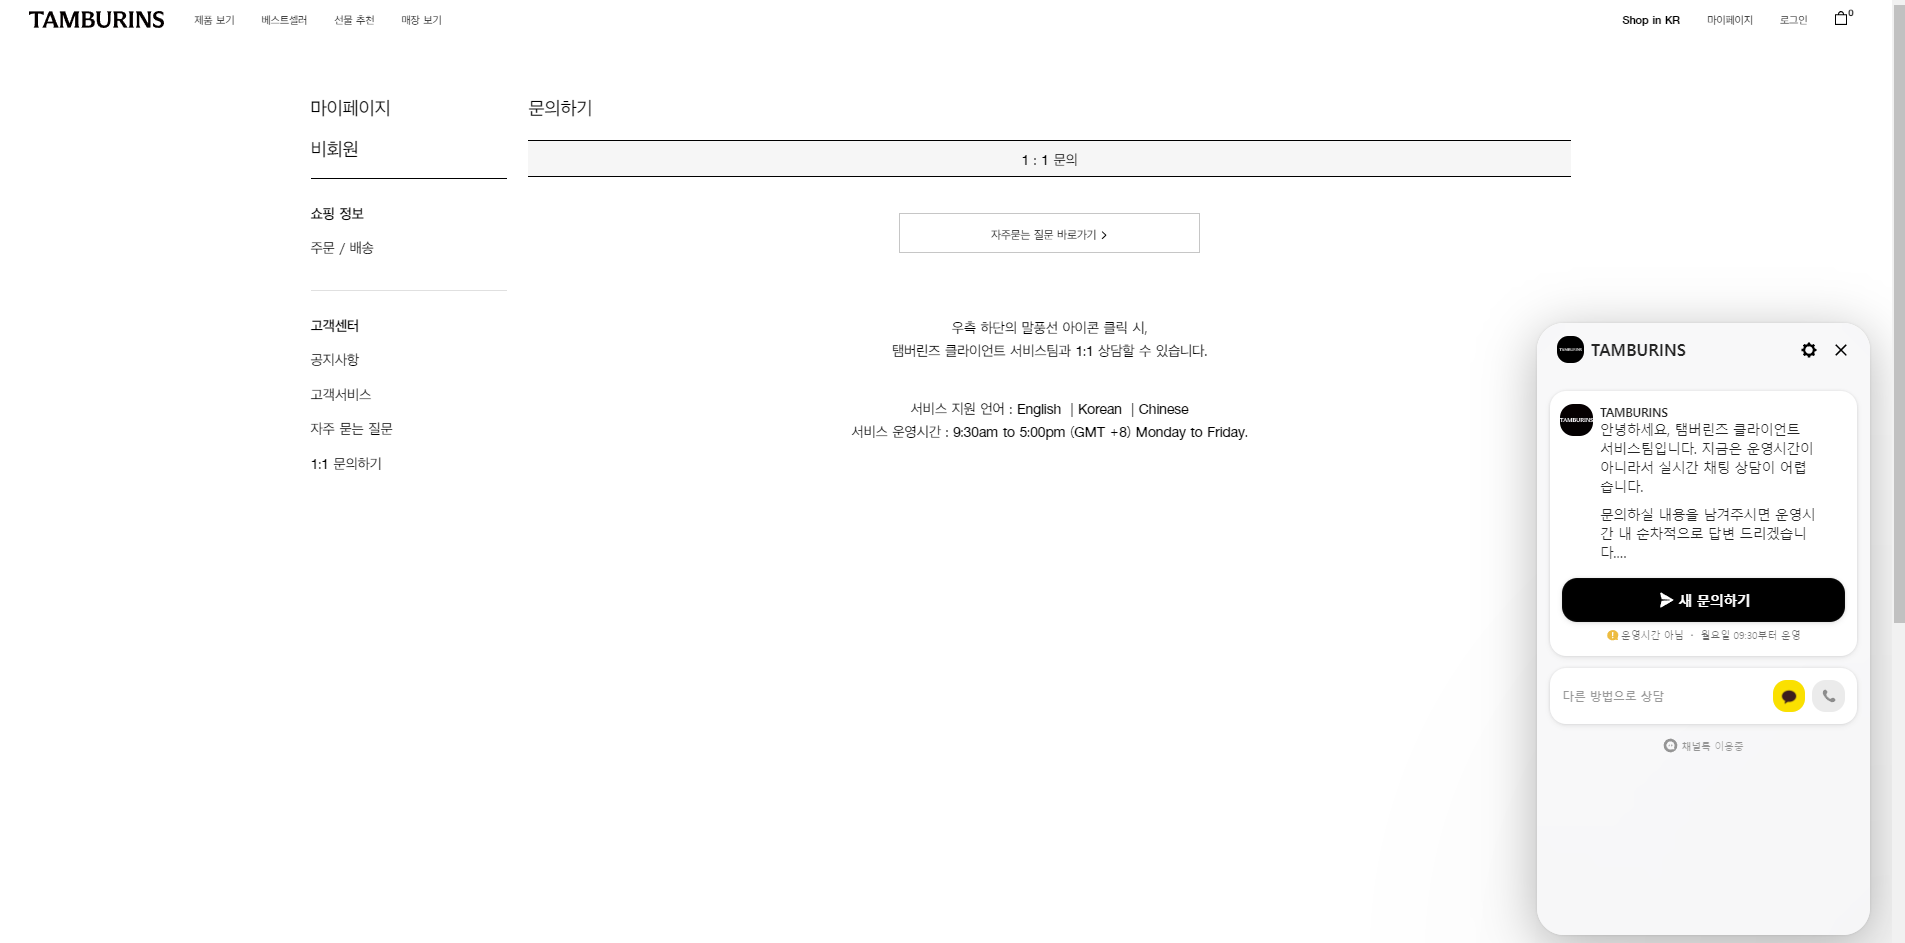 TAMBURINS
제품 보기
베스트셀러
선물 추천
매장 보기
Shop in KR
마이페이지
로그인
0
마이페이지
비회원
쇼핑 정보
주문 / 배송
고객센터
공지사항
고객서비스
자주 묻는 질문
1:1 문의하기
문의하기
1 : 1 문의
자주묻는 질문 바로가기 >
우측 하단의 말풍선 아이콘 클릭 시,
탬버린즈 클라이언트 서비스팀과 1:1 상담할 수 있습니다.
서비스 지원 언어 : English | Korean | Chinese
서비스 운영시간 : 9:30am to 5:00pm (GMT +8) Monday to Friday.
TAMBURINS
TAMBURINS
TAMBURINS
TAMBURINS
안녕하세요, 탬버린즈 클라이언트
서비스팀입니다. 지금은 운영시간이
아니라서 실시간 채팅 상담이 어렵
습니다.
문의하실 내용을 남겨주시면 운영시
간 내 순차적으로 답변 드리겠습니
다....
새 문의하기
운영시간 아님 · 월요일 09:30부터 운영
다른 방법으로 상담
채널톡 이용중